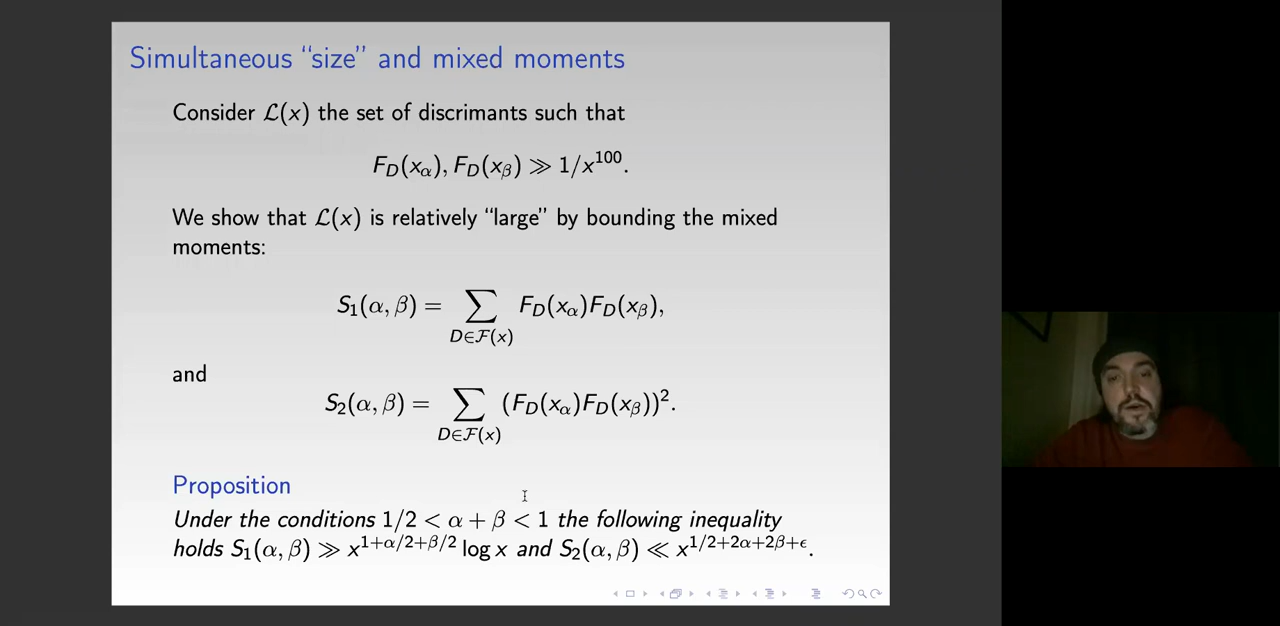 Simultaneous “size” and mixed moments
Consider ℒ(x) the set of discrimants such that
F_D(x_α), F_D(x_β) ≫ 1/x^100.
We show that ℒ(x) is relatively “large” by bounding the mixed
moments:
S_1(α, β) = ∑_{D∈ℱ(x)} F_D(x_α)F_D(x_β),
and
S_2(α, β) = ∑_{D∈ℱ(x)} (F_D(x_α)F_D(x_β))^2.
Proposition
Under the conditions 1/2 < α + β < 1 the following inequality
holds S_1(α, β) ≫ x^{1+α/2+β/2} log x and S_2(α, β) ≪ x^{1/2+2α+2β+ϵ}.